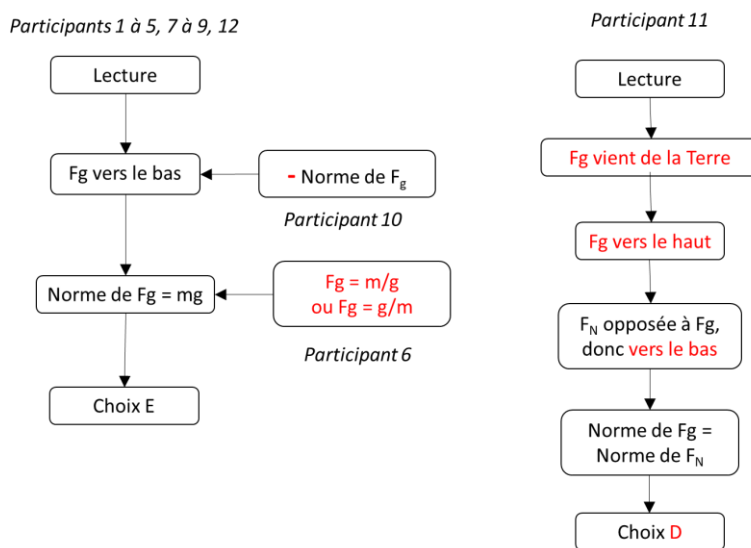 Participants 1 à 5, 7 à 9, 12
Lecture
Fg vers le bas
- Norme de Fg
Participant 10
Norme de Fg = mg
Fg = m/g
ou Fg = g/m
Participant 6
Choix E
Participant 11
Lecture
Fg vient de la Terre
Fg vers le haut
FN opposée à Fg,
donc vers le bas
Norme de Fg =
Norme de FN
Choix D